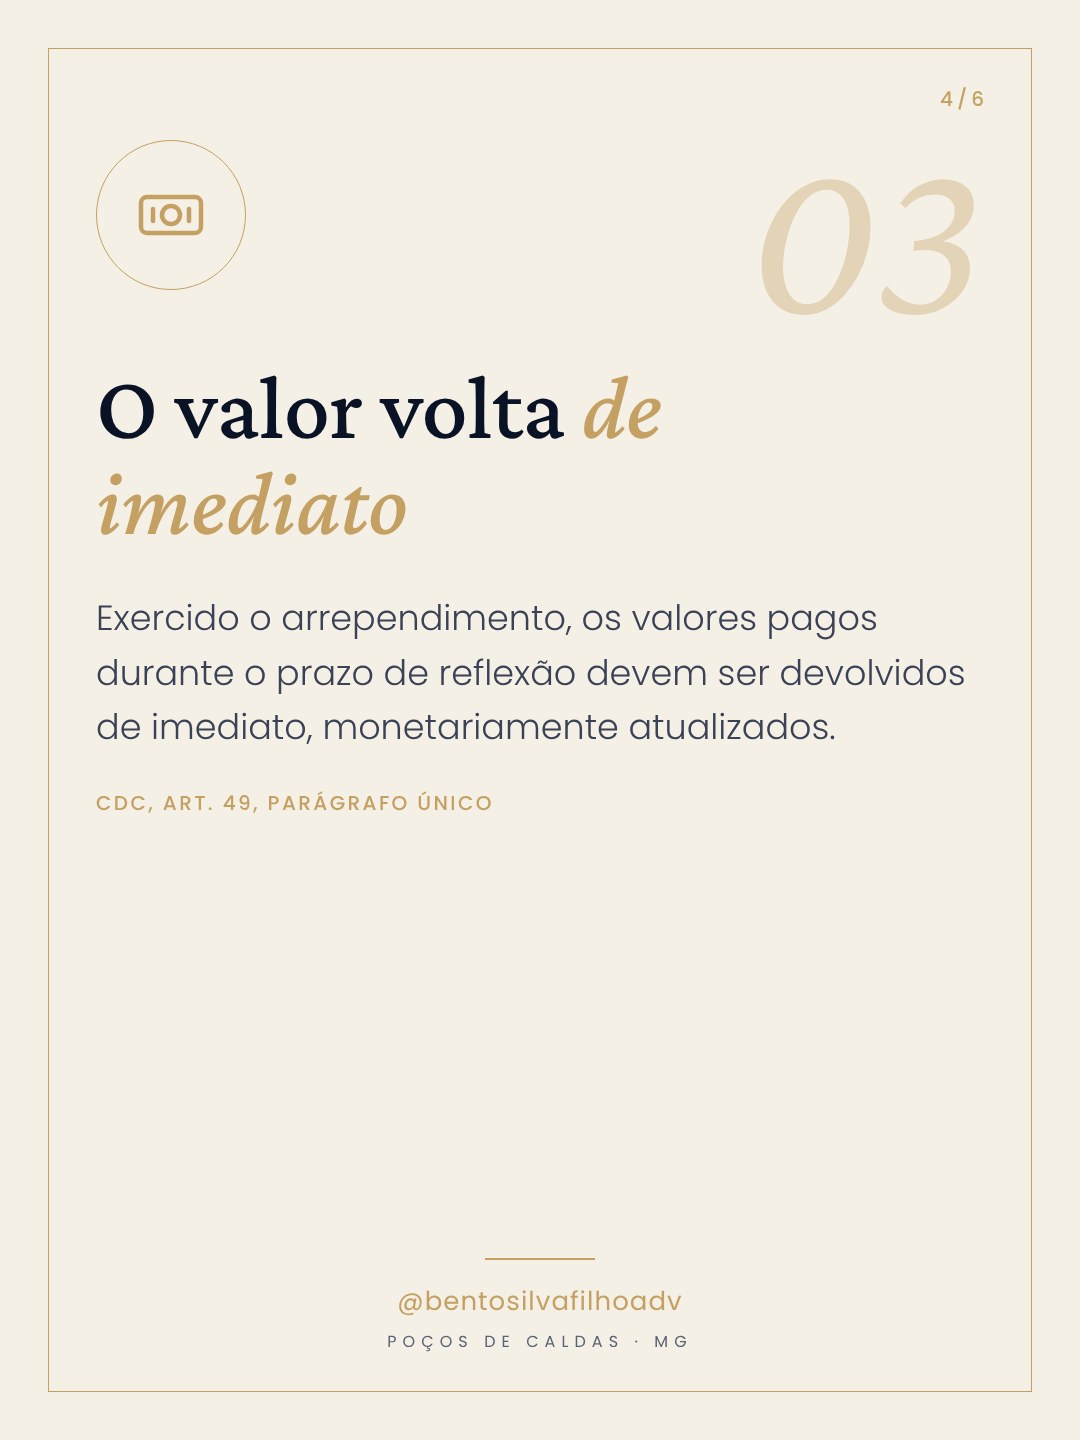 4/6
03
O valor volta de
imediato
Exercido o arrependimento, os valores pagos
durante o prazo de reflexão devem ser devolvidos
de imediato, monetariamente atualizados.
CDC, ART. 49, PARÁGRAFO ÚNICO
@bentosilvafilhoadv
POÇOS DE CALDAS · MG